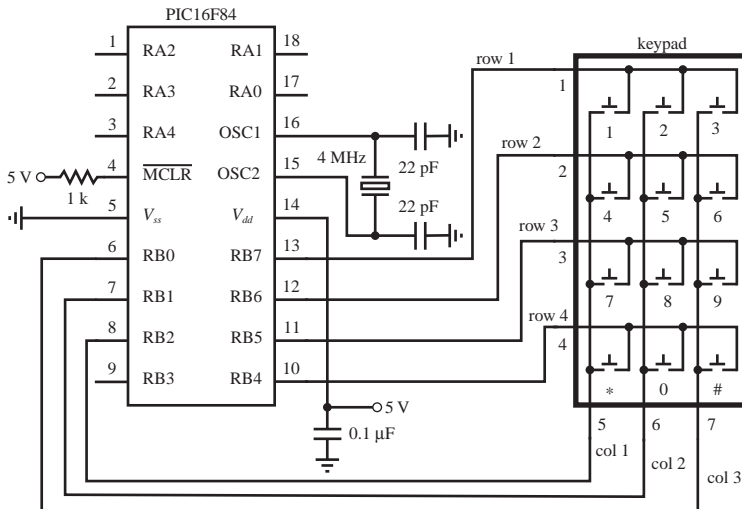 PIC16F84
1 RA2 RA1 18
2 RA3 RA0 17
3 RA4 OSC1 16
4 MCLR OSC2 15
5 Vss Vdd 14
6 RB0 RB7 13
7 RB1 RB6 12
8 RB2 RB5 11
9 RB3 RB4 10
5 V
1 k
4 MHz
22 pF
22 pF
5 V
0.1 µF
row 1
row 2
row 3
row 4
keypad
1
1 2 3
2
4 5 6
3
7 8 9
4
* 0 #
5 6 7
col 1
col 2
col 3